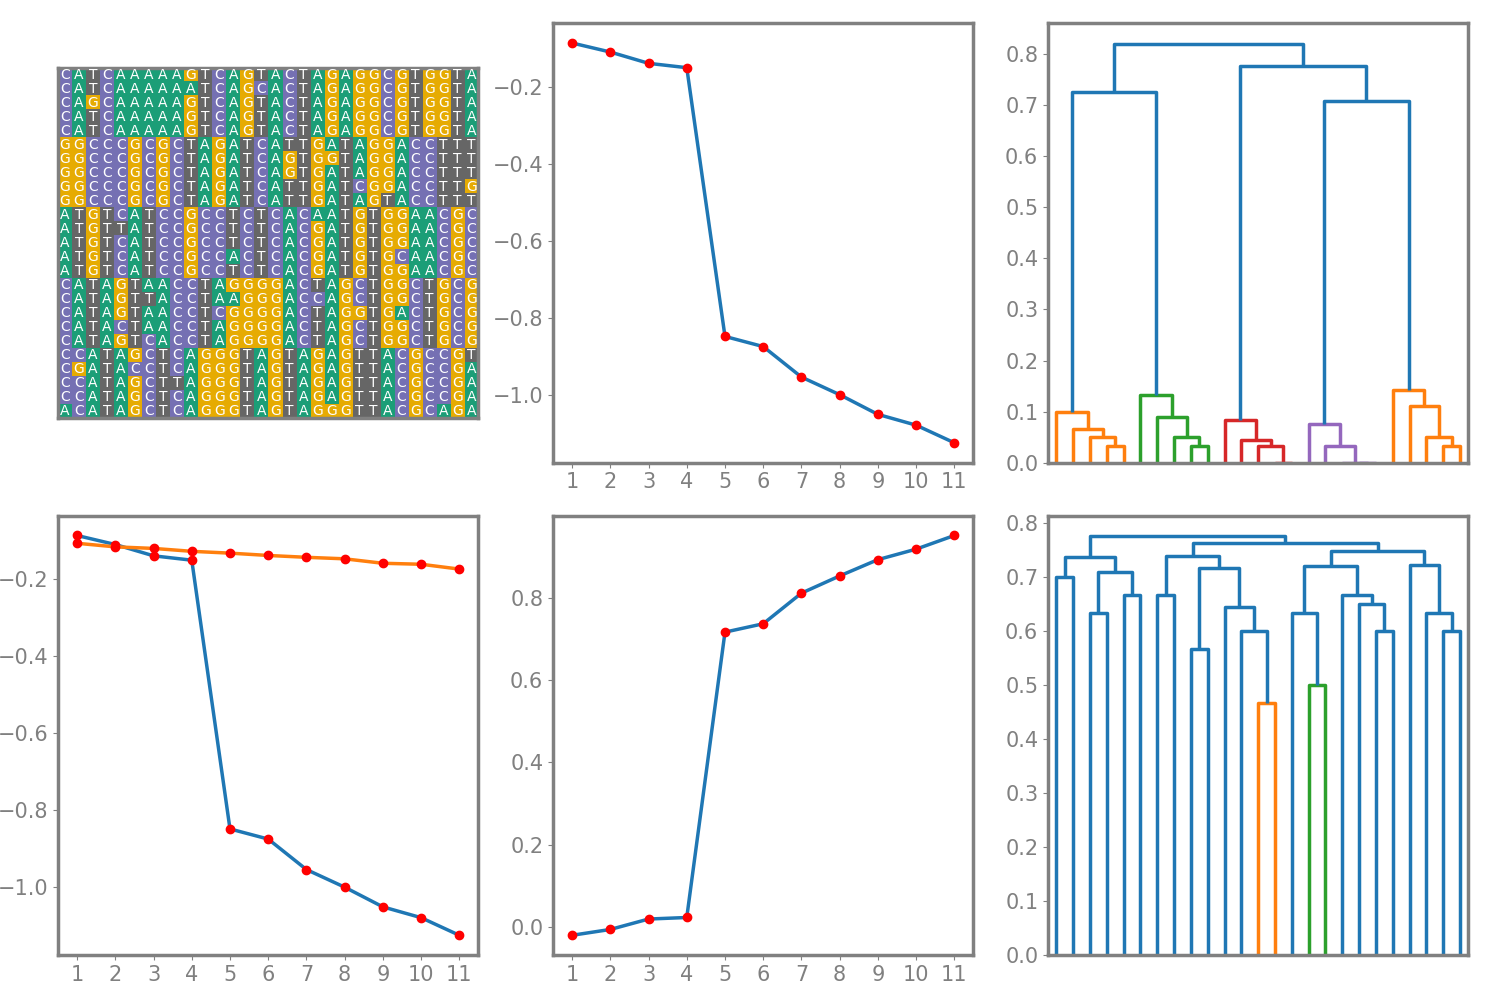 CATCAAAAAGTCAGTACTAGAGGCGTGGTA
CATCAAAAAATCAGCACTAGAGGCGTGGTA
CAGCAAAAAGTCAGTACTAGAGGCGTGGTA
CATCAAAAAGTCAGTACTAGAGGCGTGGTA
CATCAAAAAGTCAGTACTAGAGGCGTGGTA
GGCCCGCGCTAGATCATTGATAGGACCTTT
GGCCCGCGCTAGATCAGTGGTAGGACCTTT
GGCCCGCGCTAGATCAGTGATAGGACCTTT
GGCCCGCGCTAGATCATTGATCGGACCTTG
GGCCCGCGCTAGATCATTGATAGTACCTTT
ATGTCATCCGCCTCTCACAATGTGGAACGC
ATGTTATCCGCCTCTCACGATGTGGAACGC
ATGTCATCCGCCTCTCACGATGTGGAACGC
ATGTCATCCGCCACTCACGATGTGCAACGC
ATGTCATCCGCCTCTCACGATGTGGAACGC
CATAGTAACCTAGGGGACTAGCTGGCTGCG
CATAGTTACCTAAGGGACCAGCTGGCTGCG
CATAGTAACCTCGGGGACTAGGTGACTGCG
CATACTAACCTAGGGGACTAGCTGGCTGCG
CATAGTCACCTAGGGGACTAGCTGGCTGCG
CCATAGCTCAGGGTAGTAGAGTTACGCCGT
CGATACCTCAGGGTAGTAGAGTTACGCCGA
CCATAGCTTAGGGTAGTAGAGTTACGCCGA
CCATAGCTCAGGGTAGTAGAGTTACGCCGA
ACATAGCTCAGGGTAGTAGGGTTACGCAGA
−0.2
−0.4
−0.6
−0.8
−1.0
1 2 3 4 5 6 7 8 9 10 11
0.8
0.7
0.6
0.5
0.4
0.3
0.2
0.1
0.0
−0.2
−0.4
−0.6
−0.8
−1.0
1 2 3 4 5 6 7 8 9 10 11
0.8
0.6
0.4
0.2
0.0
1 2 3 4 5 6 7 8 9 10 11
0.8
0.7
0.6
0.5
0.4
0.3
0.2
0.1
0.0